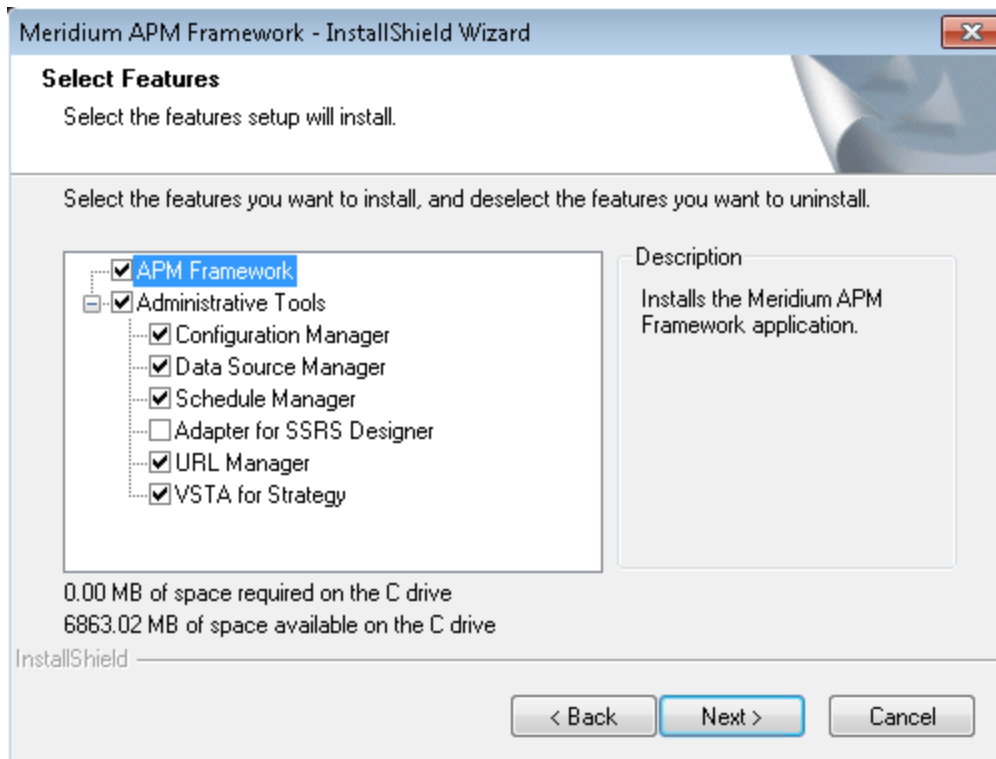 Meridium APM Framework - InstallShield Wizard
Select Features
Select the features setup will install.
Select the features you want to install, and deselect the features you want to uninstall.
APM Framework
Administrative Tools
Configuration Manager
Data Source Manager
Schedule Manager
Adapter for SSRS Designer
URL Manager
VSTA for Strategy
Description
Installs the Meridium APM
Framework application.
0.00 MB of space required on the C drive
6863.02 MB of space available on the C drive
InstallShield
< Back
Next >
Cancel